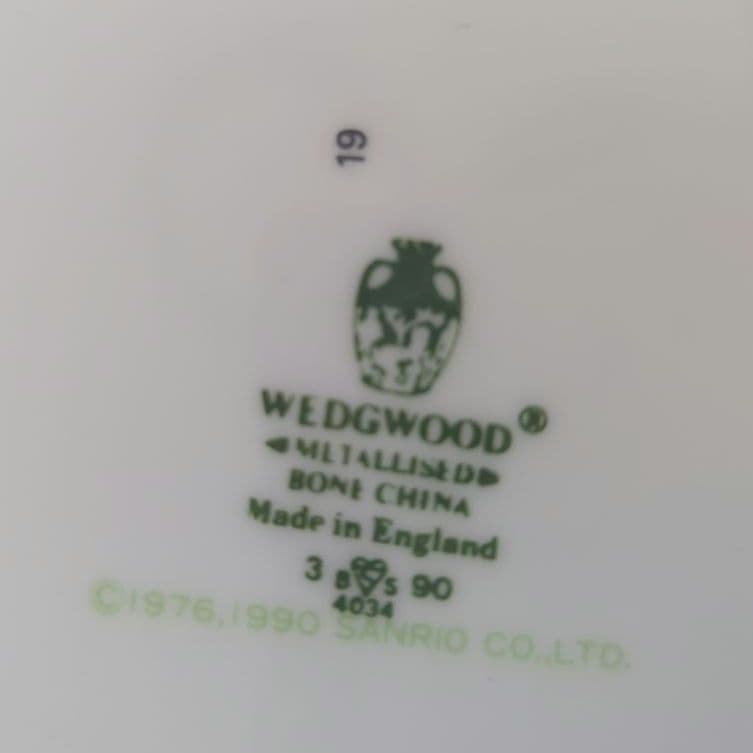 19
WEDGWOOD®
METALLISED
BONE CHINA
Made in England
3 B S 90
4034
©1976,1990 SANRIO CO.,LTD.